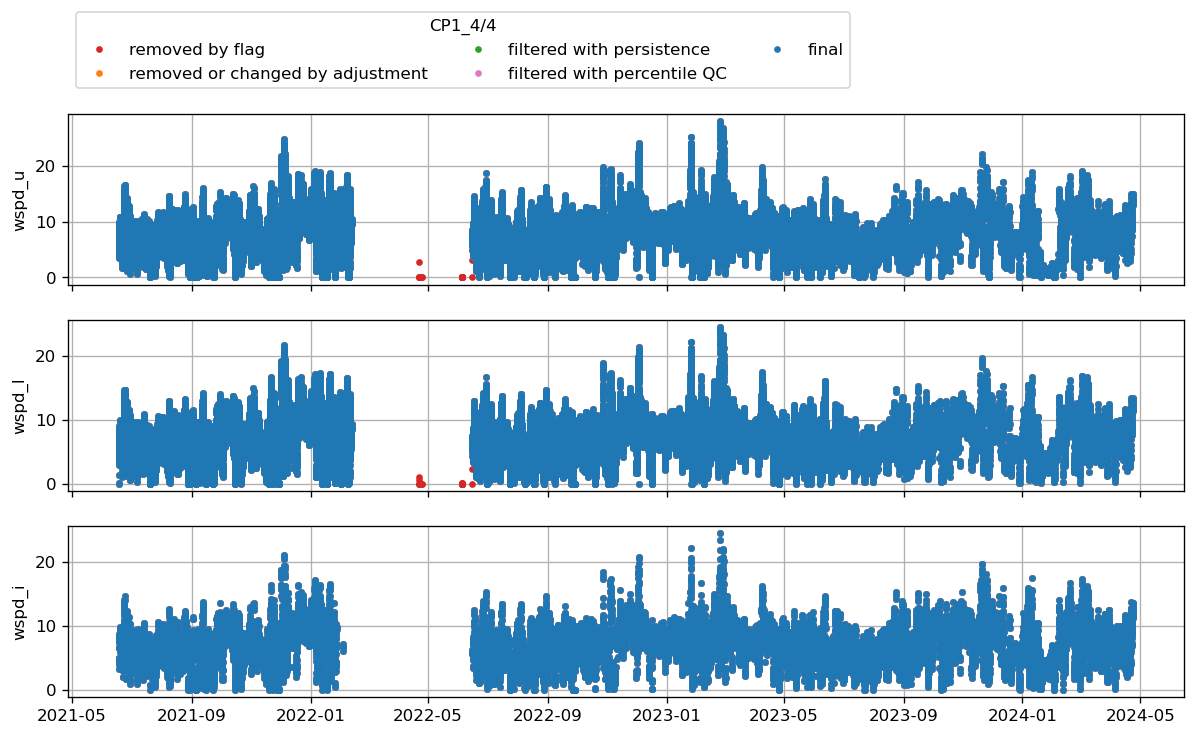 CP1_4/4
removed by flag
removed or changed by adjustment
filtered with persistence
filtered with percentile QC
final
wspd_u
20
10
0
wspd_l
20
10
0
wspd_i
20
10
0
2021-05 2021-09 2022-01 2022-05 2022-09 2023-01 2023-05 2023-09 2024-01 2024-05